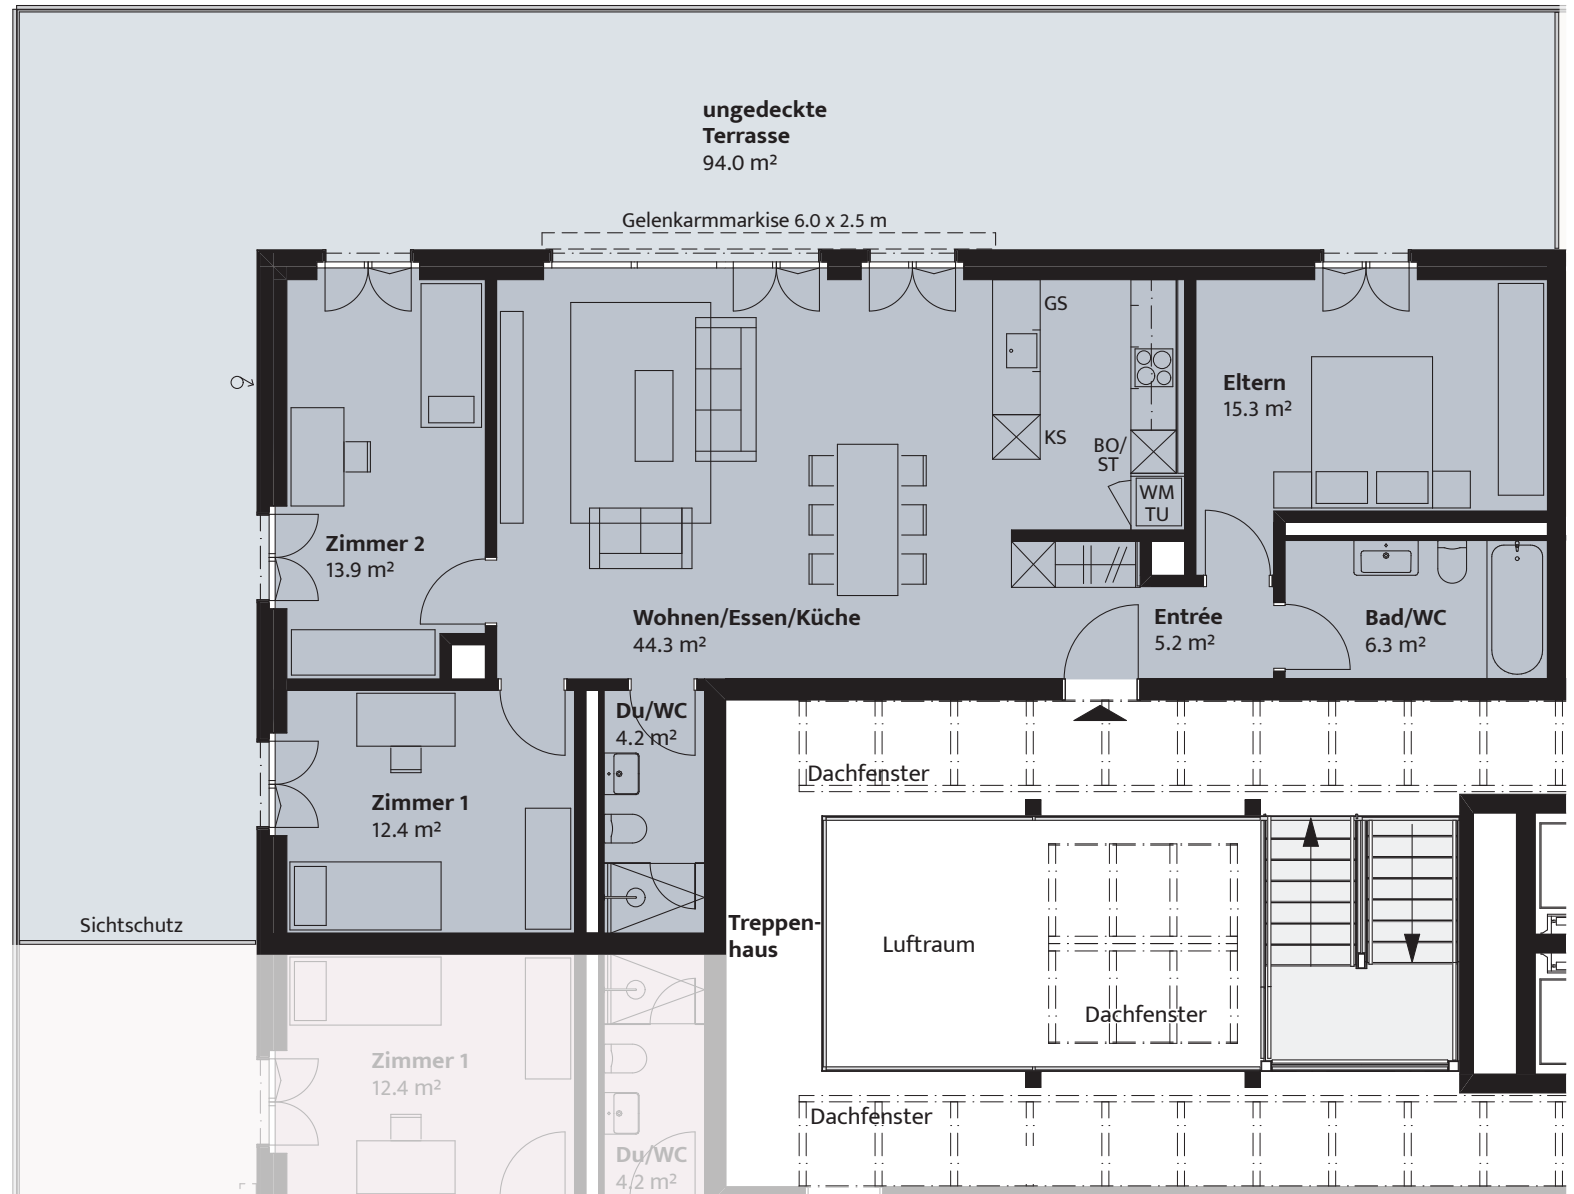 ungedeckte
Terrasse
94.0 m²
Gelenkarmmarkise 6.0 x 2.5 m
GS
KS
BO/
ST
WM
TU
Eltern
15.3 m²
Zimmer 2
13.9 m²
Wohnen/Essen/Küche
44.3 m²
Entrée
5.2 m²
Bad/WC
6.3 m²
Du/WC
4.2 m²
Zimmer 1
12.4 m²
Dachfenster
Sichtschutz
Treppen-
haus
Luftraum
Dachfenster
Zimmer 1
12.4 m²
Dachfenster
Du/WC
4.2 m²